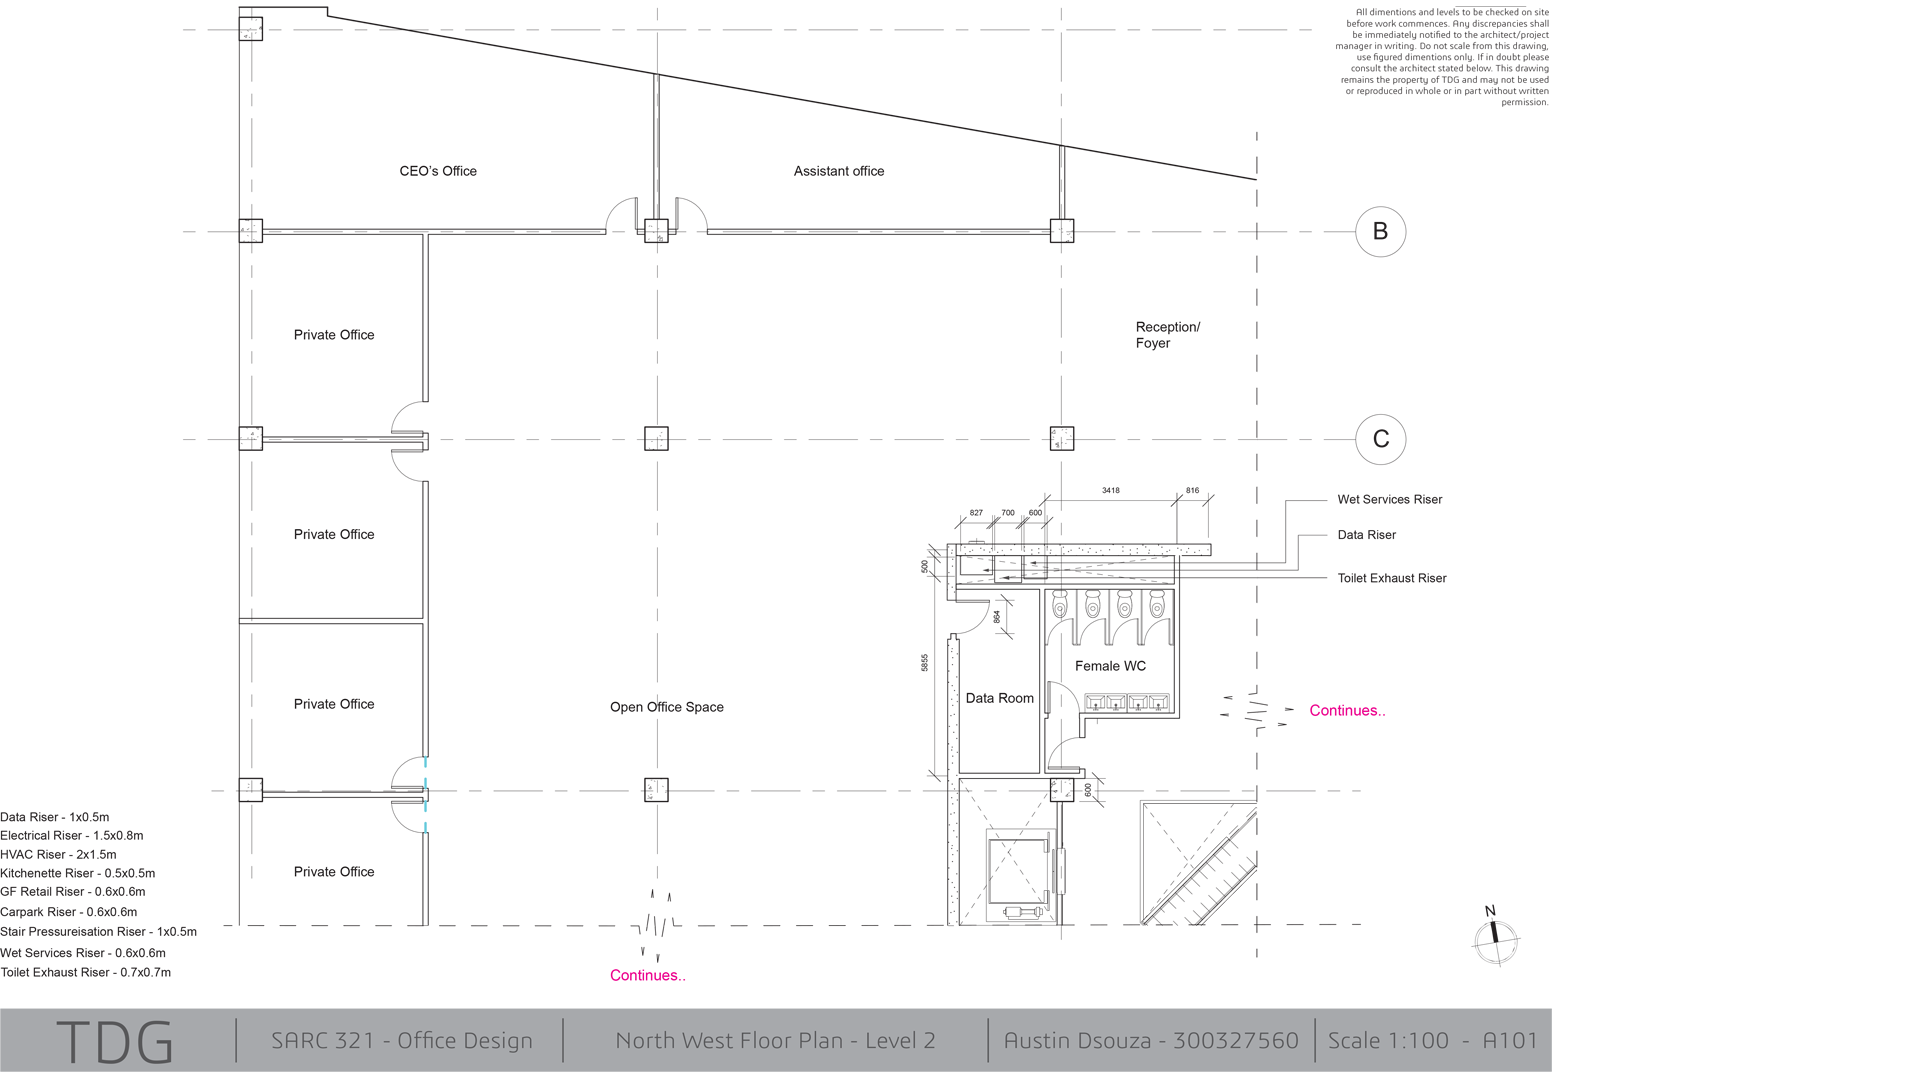 All dimentions and levels to be checked on site
before work commences. Any discrepancies shall
be immediately notified to the architect/project
manager in writing. Do not scale from this drawing,
use figured dimentions only. If in doubt please
consult the architect stated below. This drawing
remains the property of TDG and may not be used
or reproduced in whole or in part without written
permission.
CEO's Office
Assistant office
B
Private Office
Reception/
Foyer
C
3418
816
Wet Services Riser
827
700
600
Data Riser
Private Office
500
Toilet Exhaust Riser
864
5855
Female WC
Data Room
Private Office
Open Office Space
Continues..
600
Data Riser - 1x0.5m
Electrical Riser - 1.5x0.8m
HVAC Riser - 2x1.5m
Kitchenette Riser - 0.5x0.5m
GF Retail Riser - 0.6x0.6m
Carpark Riser - 0.6x0.6m
Stair Pressureisation Riser - 1x0.5m
Wet Services Riser - 0.6x0.6m
Toilet Exhaust Riser - 0.7x0.7m
Private Office
N
Continues..
TDG
SARC 321 - Office Design
North West Floor Plan - Level 2
Austin Dsouza - 300327560
Scale 1:100 - A101